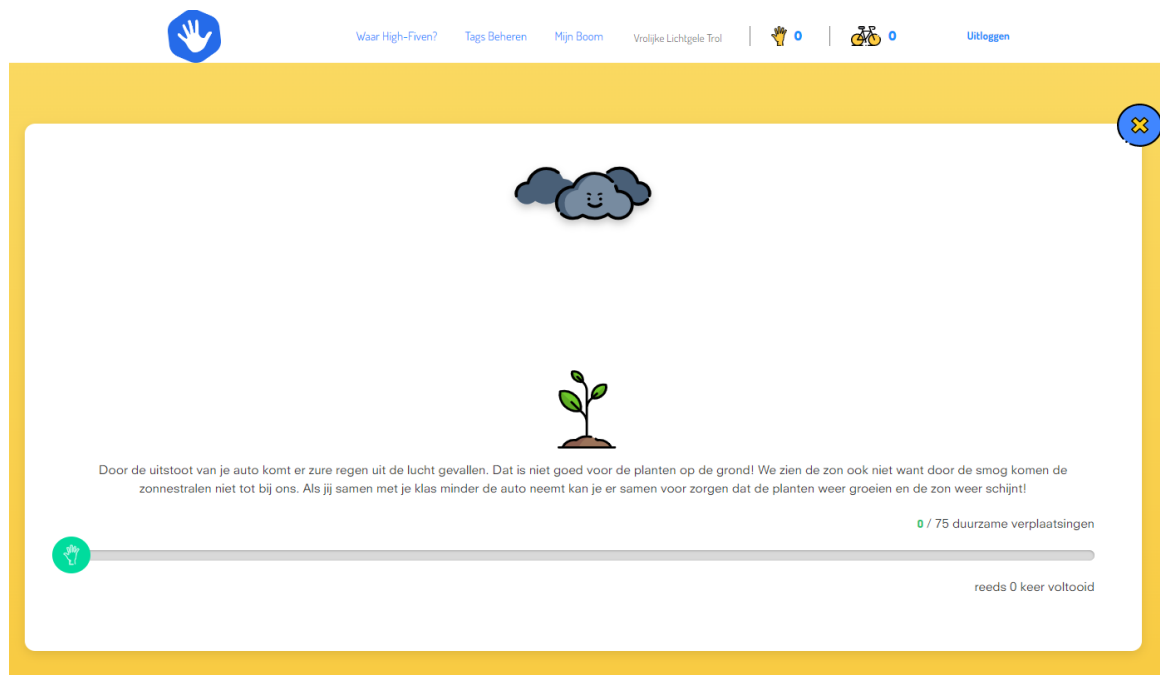 Waar High-Fiven? Tags Beheren Mijn Boom Vrolijke Lichtgele Trol 0 0 Uitloggen
Door de uitstoot van je auto komt er zure regen uit de lucht gevallen. Dat is niet goed voor de planten op de grond! We zien de zon ook niet want door de smog komen de
zonnestralen niet tot bij ons. Als jij samen met je klas minder de auto neemt kan je er samen voor zorgen dat de planten weer groeien en de zon weer schijnt!
0 / 75 duurzame verplaatsingen
reeds 0 keer voltooid